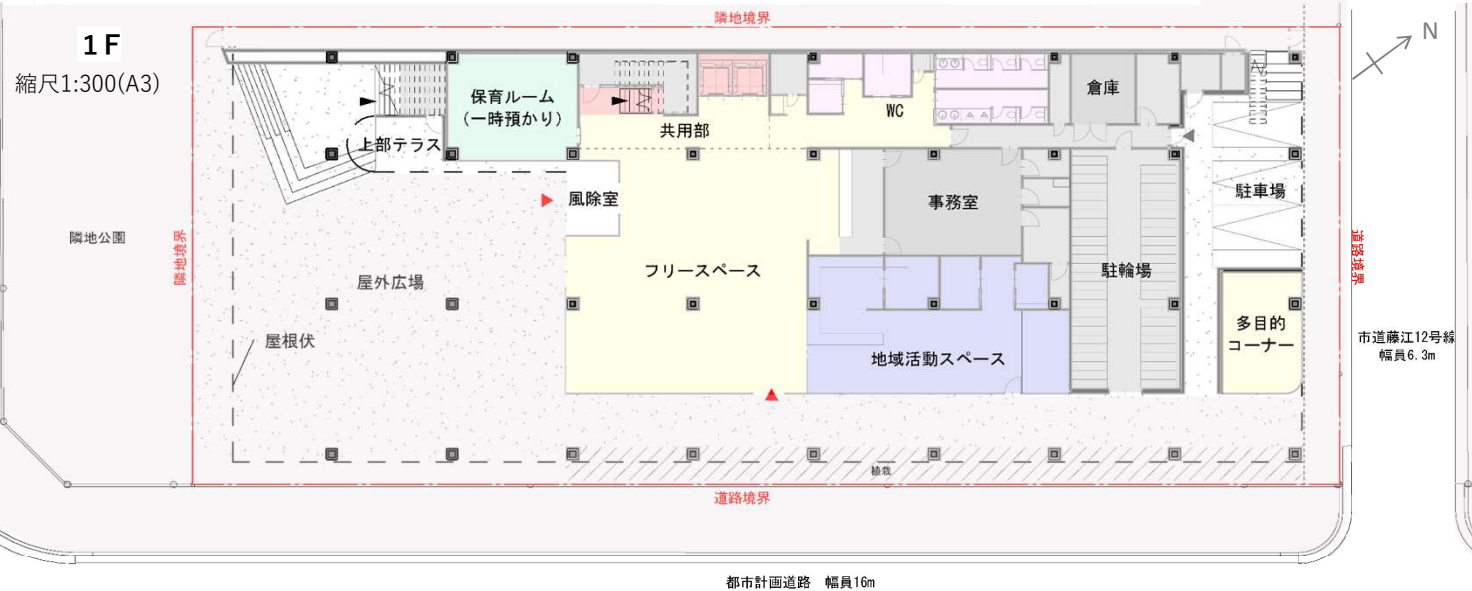 隣地境界
1F
縮尺1:300(A3)
N
保育ルーム
(一時預かり)
倉庫
WC
共用部
上部テラス
風除室
事務室
駐車場
隣地公園
隣地境界
道路境界
屋外広場
フリースペース
駐輪場
屋根伏
多目的
コーナー
市道藤江12号線
幅員6.3m
地域活動スペース
植栽
道路境界
都市計画道路 幅員16m